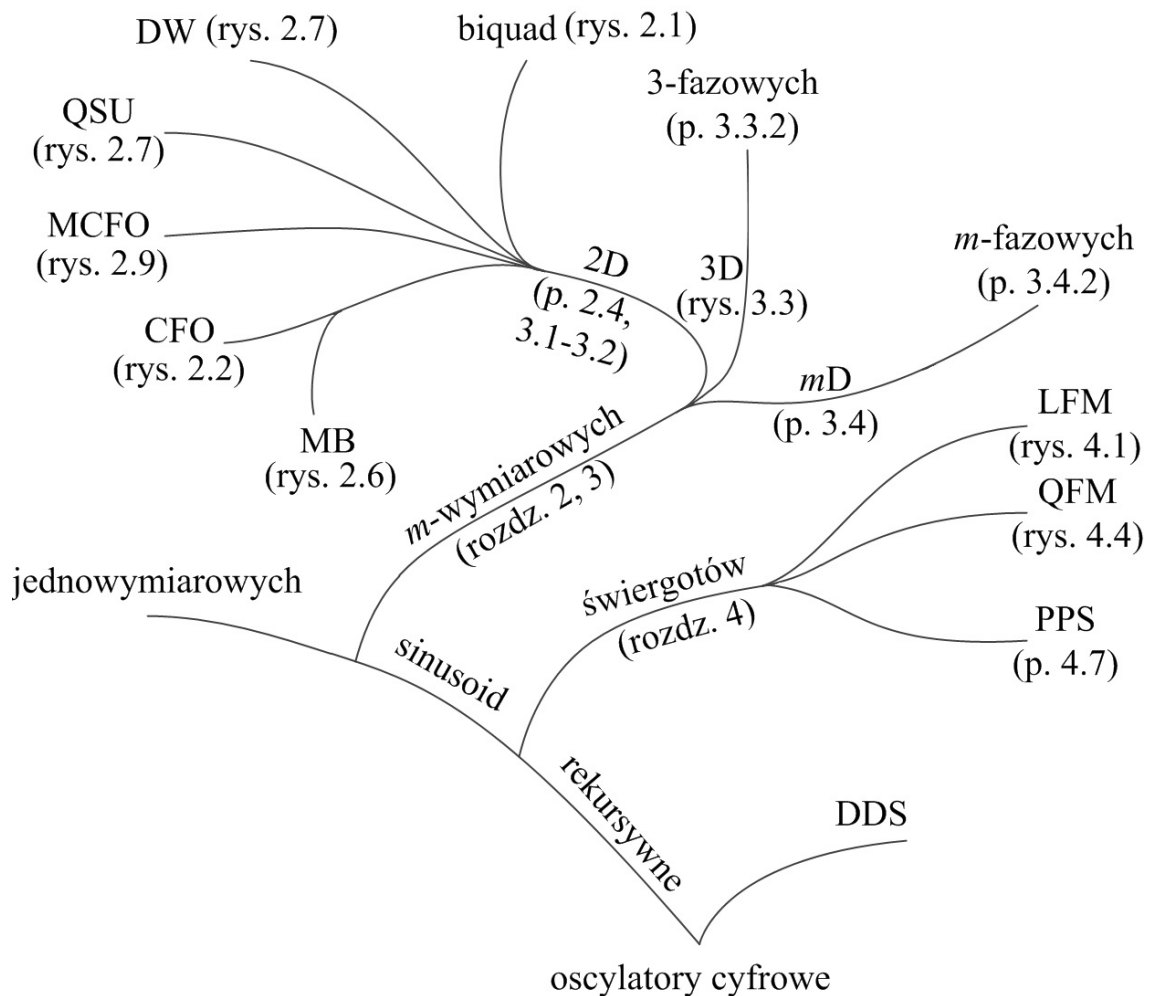 DW (rys. 2.7)
biquad (rys. 2.1)
3-fazowych
(p. 3.3.2)
QSU
(rys. 2.7)
MCFO
(rys. 2.9)
m-fazowych
(p. 3.4.2)
2D
(p. 2.4,
3.1-3.2)
3D
(rys. 3.3)
CFO
(rys. 2.2)
mD
(p. 3.4)
MB
(rys. 2.6)
LFM
(rys. 4.1)
m-wymiarowych
(rozdz. 2, 3)
QFM
(rys. 4.4)
jednowymiarowych
świergotów
(rozdz. 4)
PPS
(p. 4.7)
sinusoid
rekursywne
DDS
oscylatory cyfrowe